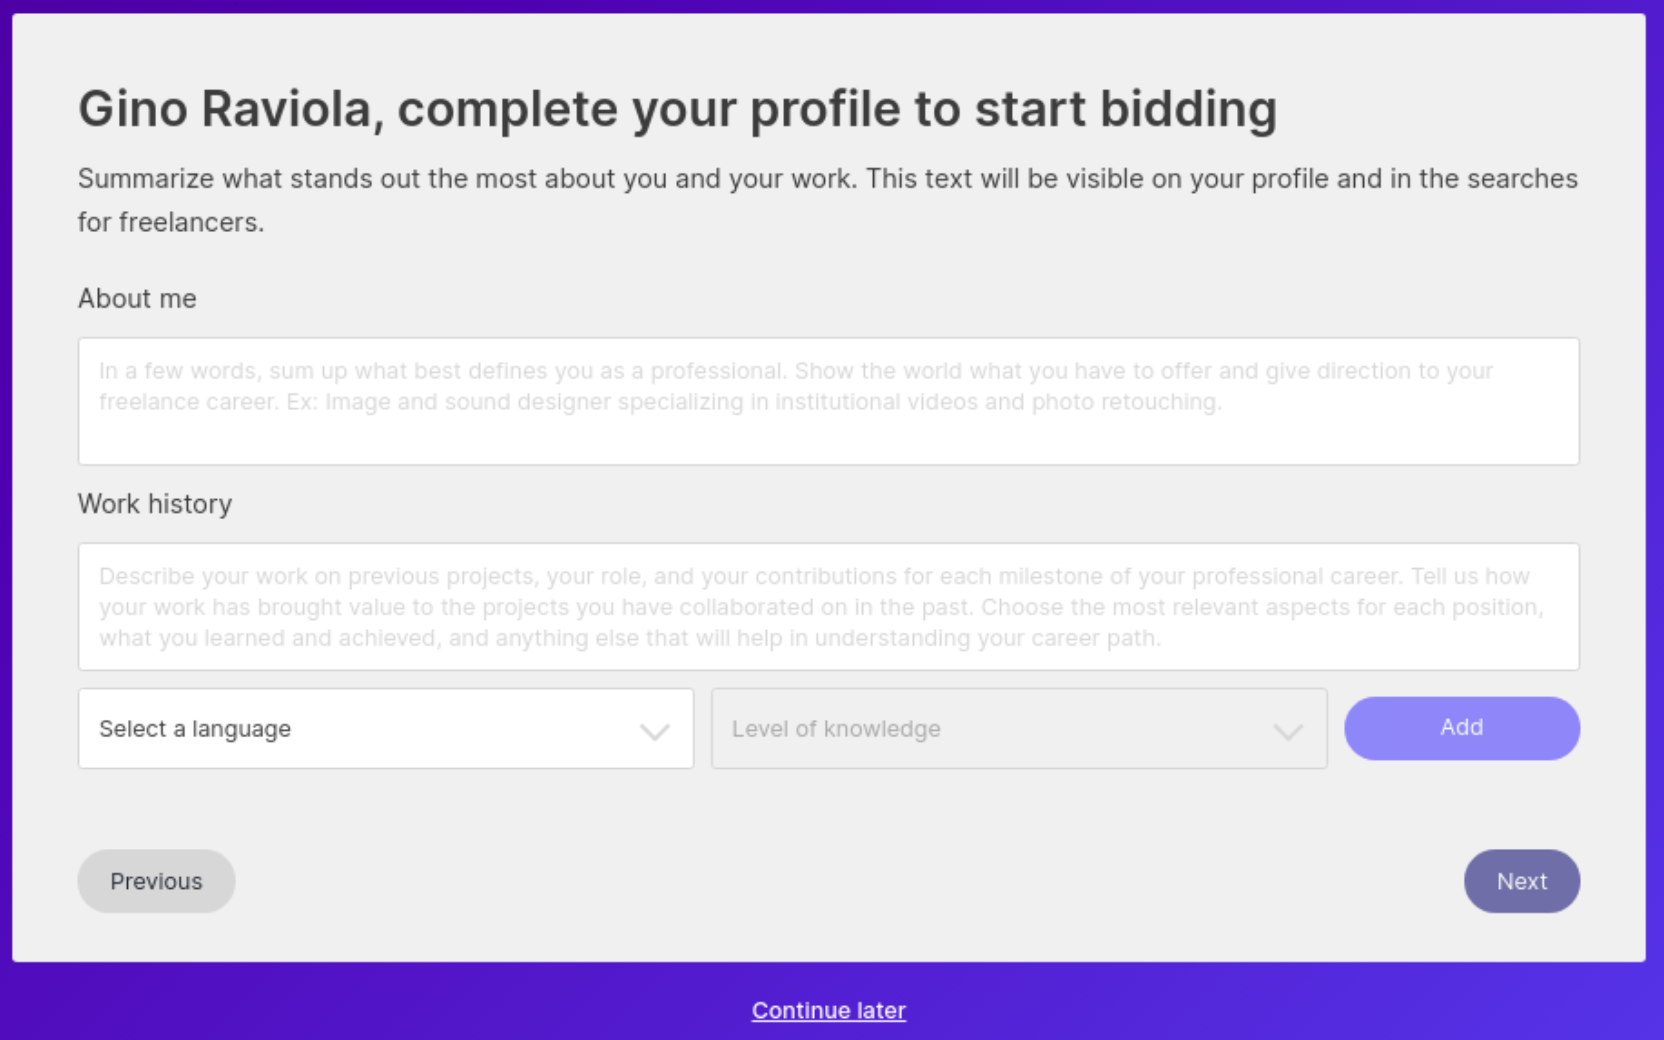 Gino Raviola, complete your profile to start bidding
Summarize what stands out the most about you and your work. This text will be visible on your profile and in the searches
for freelancers.
About me
In a few words, sum up what best defines you as a professional. Show the world what you have to offer and give direction to your
freelance career. Ex: Image and sound designer specializing in institutional videos and photo retouching.
Work history
Describe your work on previous projects, your role, and your contributions for each milestone of your professional career. Tell us how
your work has brought value to the projects you have collaborated on in the past. Choose the most relevant aspects for each position,
what you learned and achieved, and anything else that will help in understanding your career path.
Select a language
Level of knowledge
Add
Previous
Next
Continue later